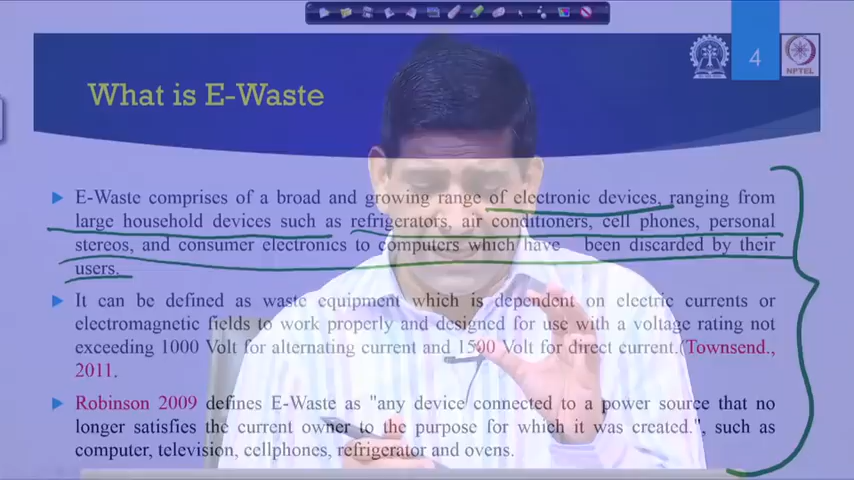 4
NPTEL
What is E-Waste
E-Waste comprises of a broad and growing range of electronic devices, ranging from
large household devices such as refrigerators, air conditioners, cell phones, personal
stereos, and consumer electronics to computers which have been discarded by their
users.
It can be defined as waste equipment which is dependent on electric currents or
electromagnetic fields to work properly and designed for use with a voltage rating not
exceeding 1000 Volt for alternating current and 1500 Volt for direct current.(Townsend.,
2011.
Robinson 2009 defines E-Waste as "any device connected to a power source that no
longer satisfies the current owner to the purpose for which it was created.", such as
computer, television, cellphones, refrigerator and ovens.